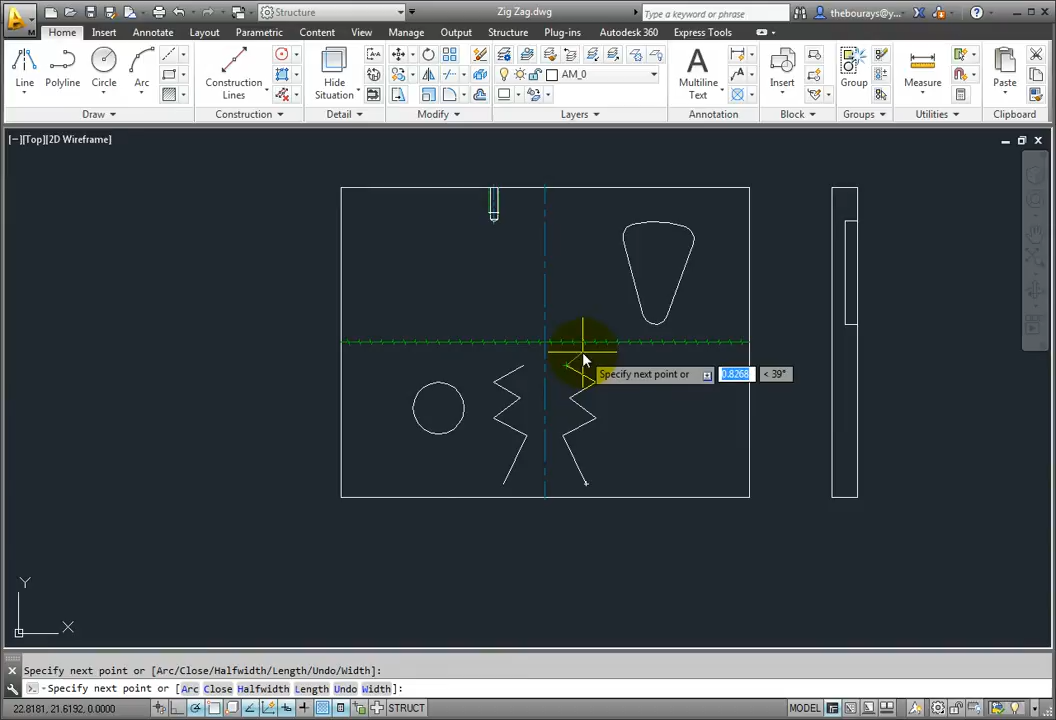 Structure
Zig Zag.dwg
Type a keyword or phrase
thebourays@y...
M
Home Insert Annotate Layout Parametric Content View Manage Output Structure Plug-ins Autodesk 360 Express Tools
Line Polyline Circle Arc
Construction Lines
Hide Situation
AM_0
Multiline Text
Insert
Group
Measure
Paste
Draw Construction Detail Modify Layers Annotation Block Groups Utilities Clipboard
[−][Top][2D Wireframe]
Specify next point or 0.8268 < 39°
Y
X
Specify next point or [Arc/Close/Halfwidth/Length/Undo/Width]:
Specify next point or [Arc Close Halfwidth Length Undo Width]:
22.8181, 21.6192, 0.0000 STRUCT MODEL